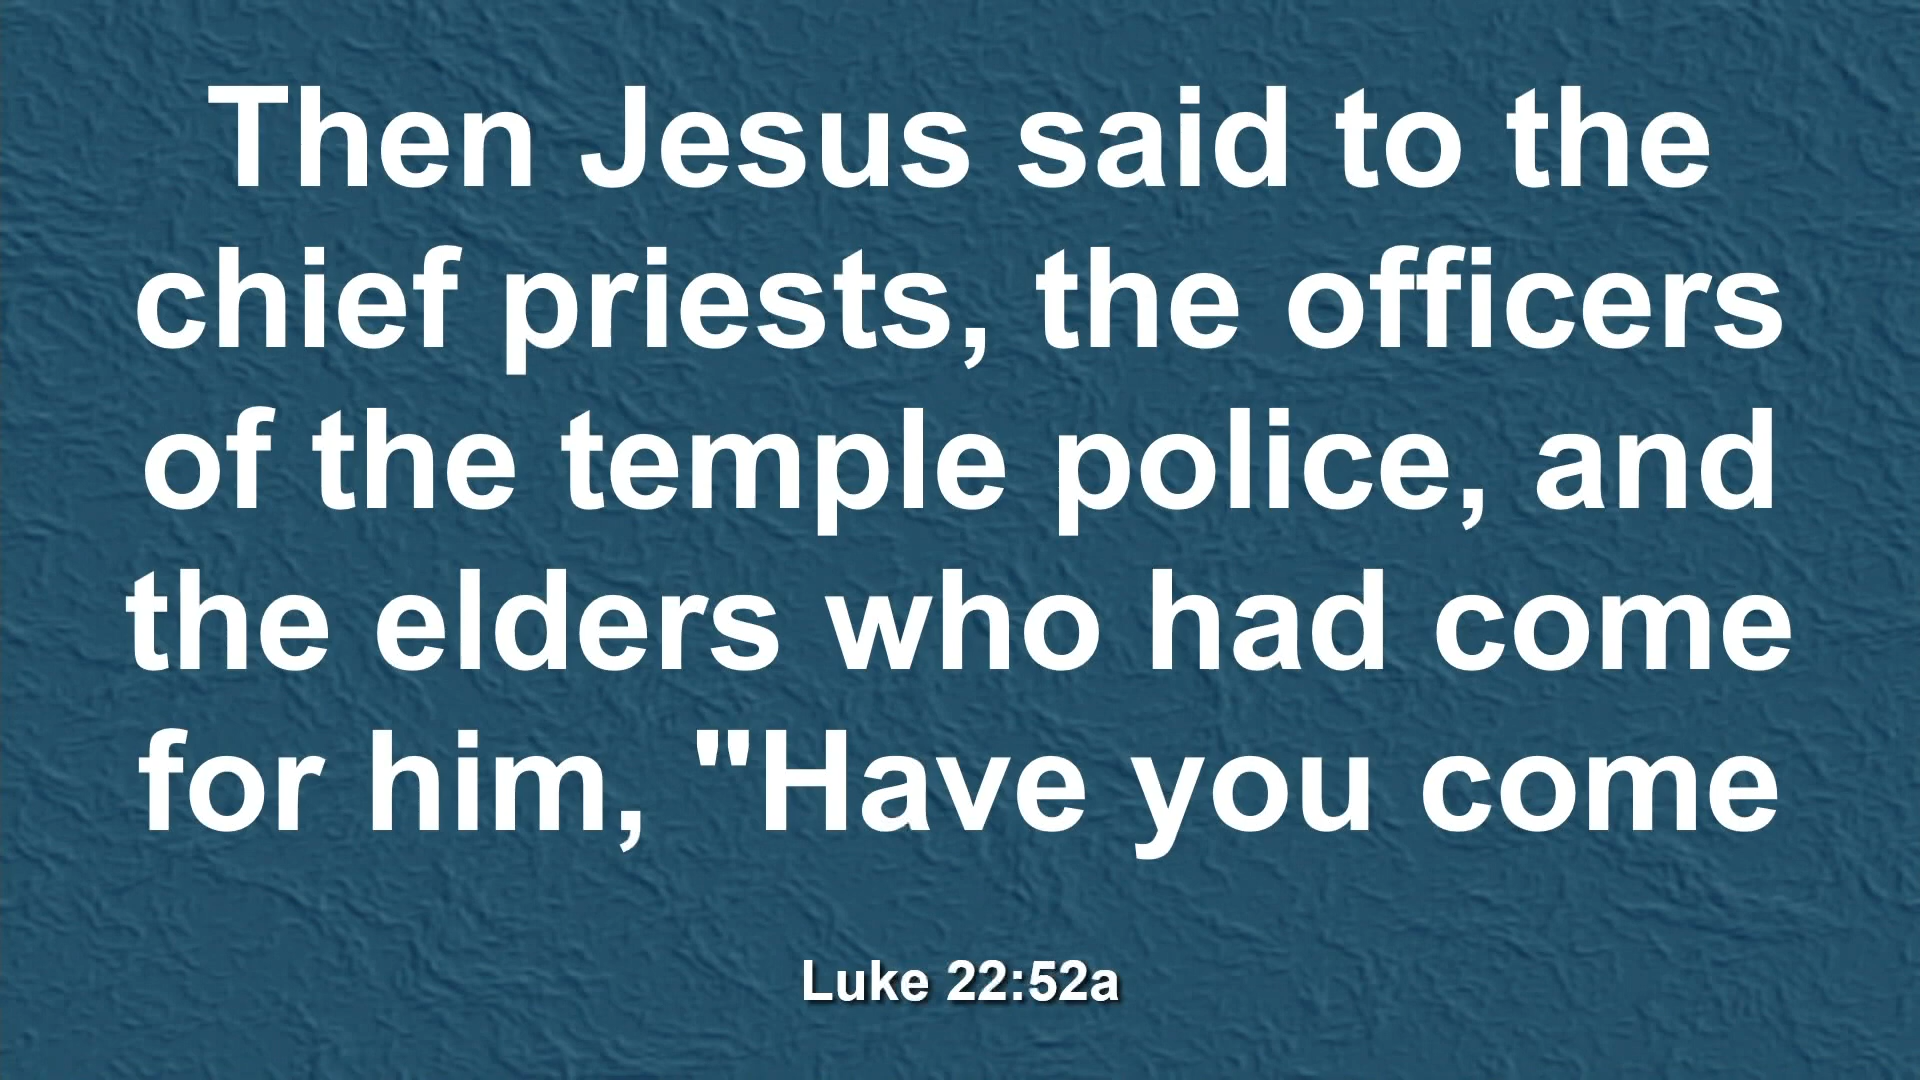 Then Jesus said to the
chief priests, the officers
of the temple police, and
the elders who had come
for him, "Have you come
Luke 22:52a